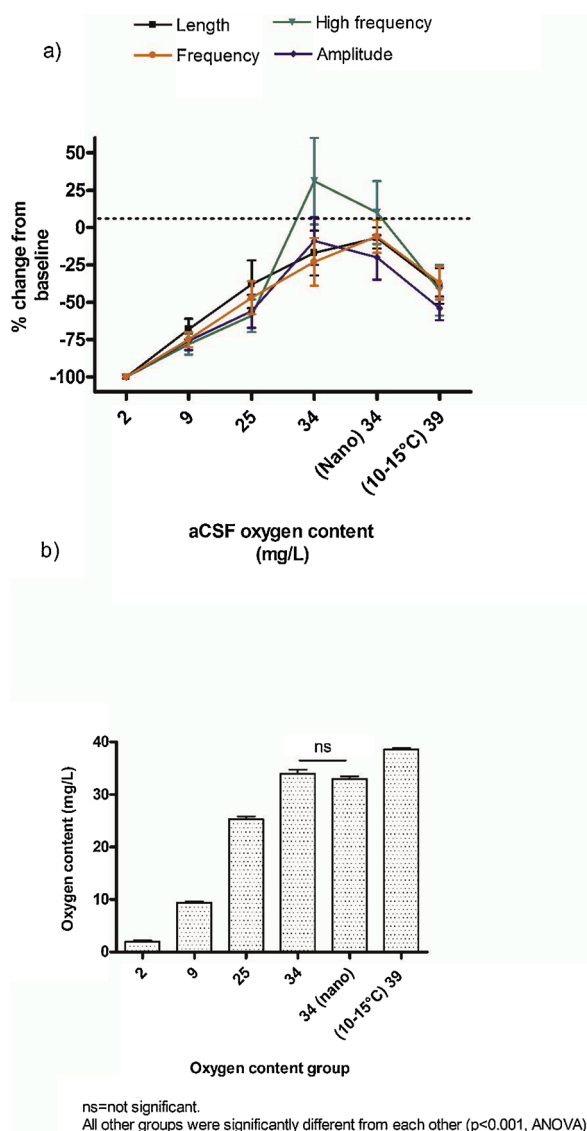 Length
High frequency
Frequency
Amplitude
a)
% change from
baseline
50
25
0
-25
-50
-75
-100
2
9
25
34
(Nano) 34
(10-15°C) 39
aCSF oxygen content
(mg/L)
b)
Oxygen content (mg/L)
40
30
20
10
0
ns
2
9
25
34
34 (nano)
(10-15°C) 39
Oxygen content group
ns=not significant.
All other groups were significantly different from each other (p<0.001, ANOVA)